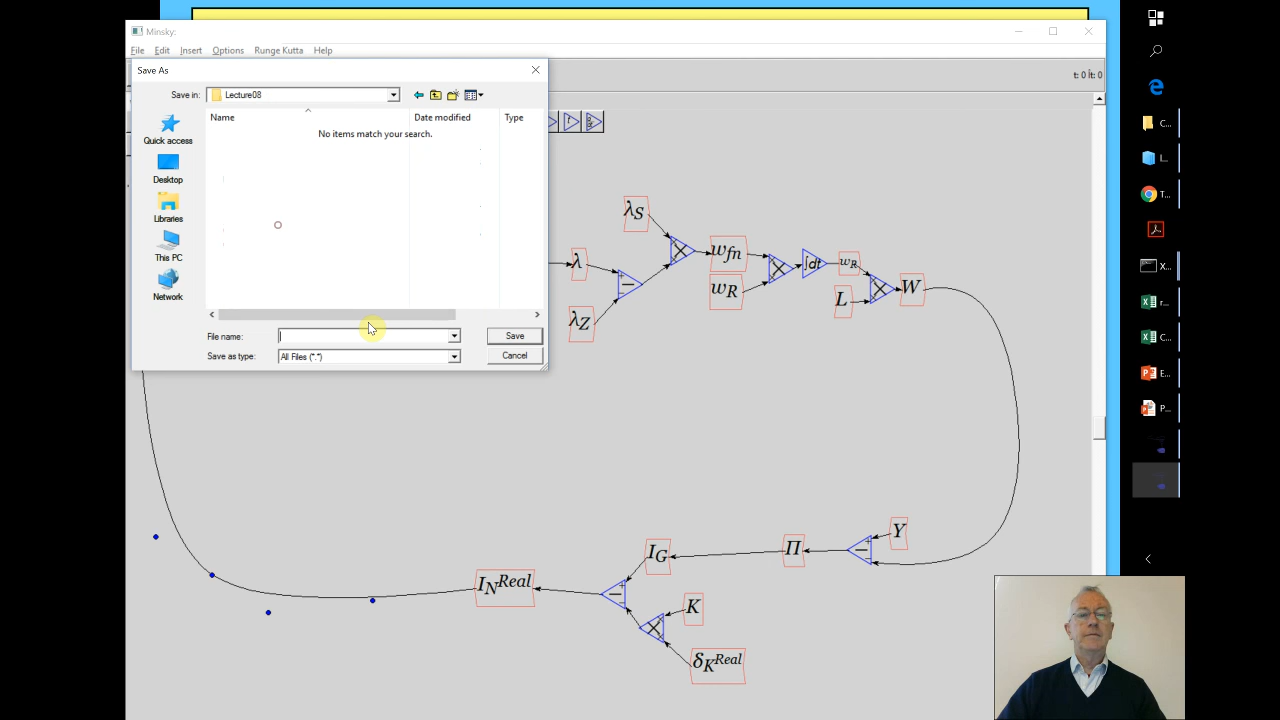 Minsky:
File Edit Insert Options Runge Kutta Help
Save As
t: 0 Δt: 0
Save in: Lecture08
Name Date modified Type
No items match your search.
Quick access
Desktop
Libraries
This PC
Network
File name: Save
Save as type: All Files (*.*) Cancel
∫dt
λS
λ
λZ
wfn
wR
wR
L
W
Y
Π
IG
INReal
K
δKReal
C...
I...
T...
X...
r...
C...
E...
P...